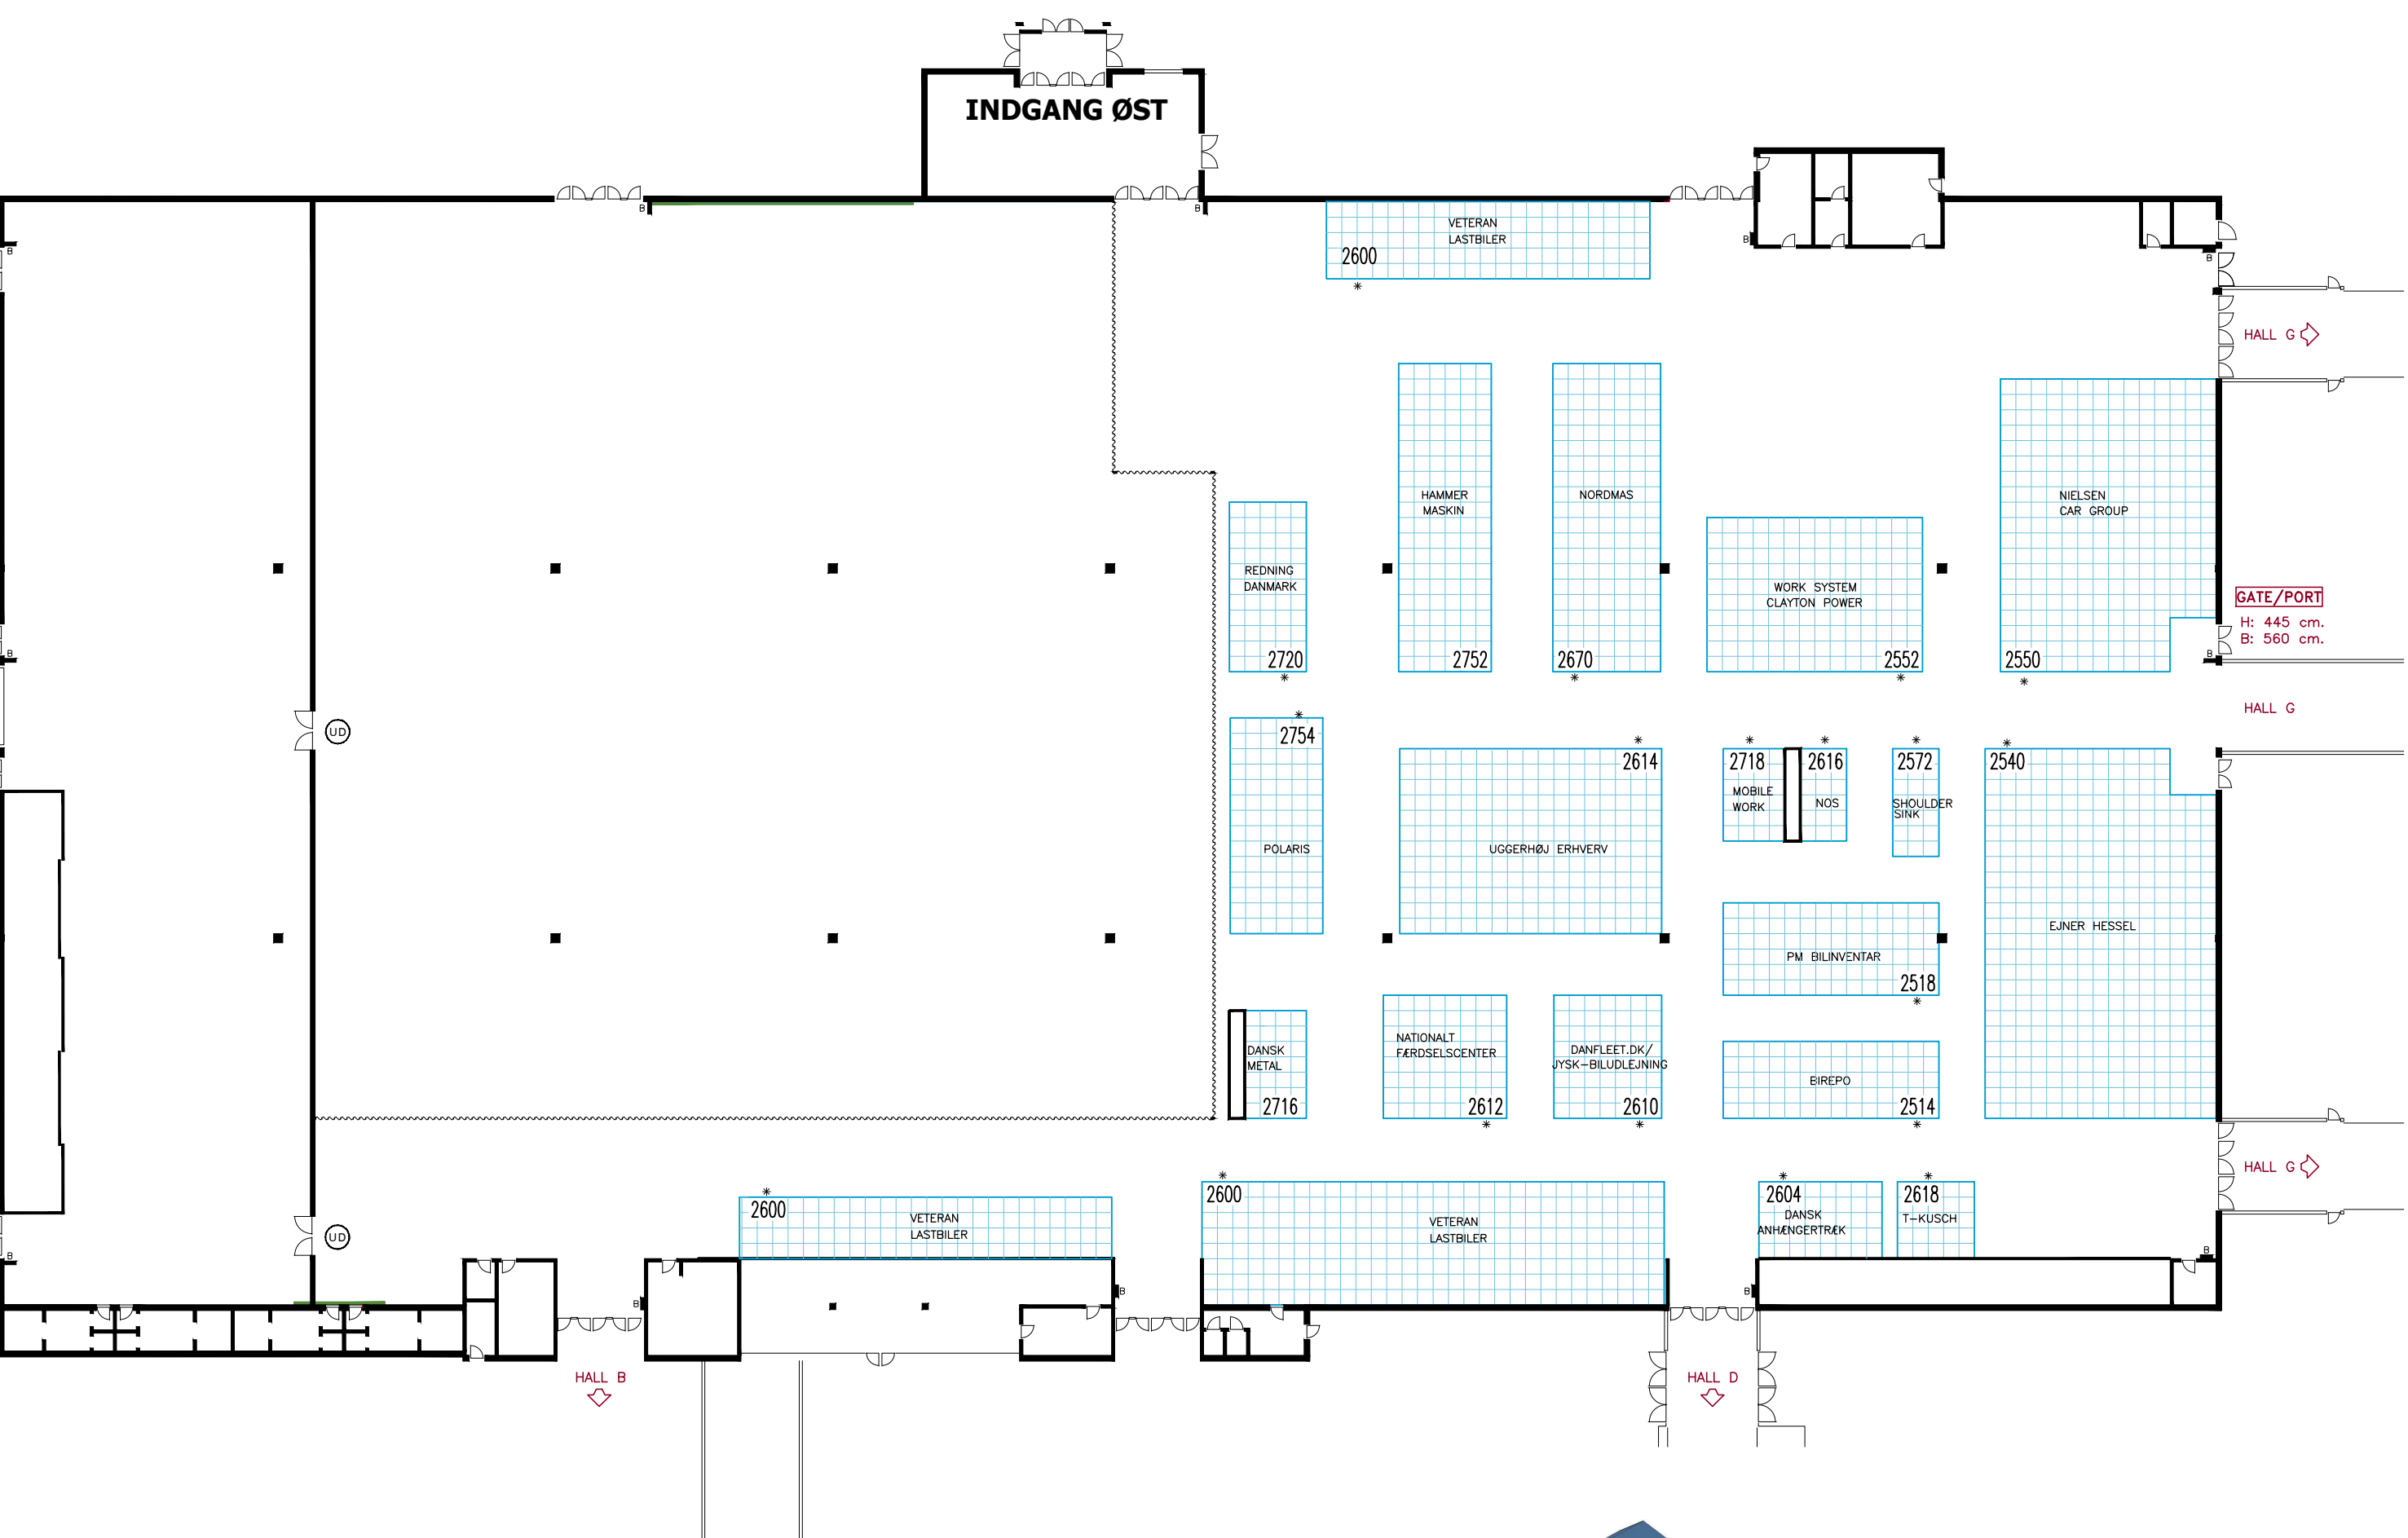 INDGANG ØST
B
B
VETERAN
LASTBILER
2600
*
B
B
B
HALL G
HAMMER
MASKIN
2752
NORDMAS
2670
*
NIELSEN
CAR GROUP
2550
*
REDNING
DANMARK
2720
*
WORK SYSTEM
CLAYTON POWER
2552
*
GATE/PORT
H: 445 cm.
B: 560 cm.
B
B
HALL G
UD
*
2754
POLARIS
*
2614
UGGERHØJ ERHVERV
*
2718
MOBILE
WORK
*
2616
NOS
*
2572
SHOULDER
SINK
*
2540
EJNER HESSEL
PM BILINVENTAR
2518
*
DANSK
METAL
2716
NATIONALT
FÆRDSELSCENTER
2612
*
DANFLEET.DK/
JYSK-BILUDLEJNING
2610
*
BIREPO
2514
*
HALL G
*
2600
VETERAN
LASTBILER
*
2600
VETERAN
LASTBILER
*
2604
DANSK
ANHÆNGERTRÆK
*
2618
T-KUSCH
UD
B
B
B
B
B
HALL B
HALL D